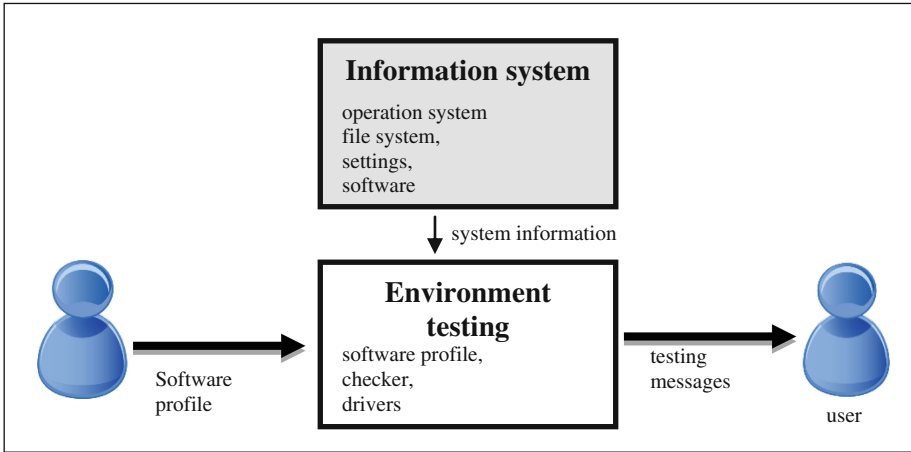 Information system
operation system
file system,
settings,
software
system information
Environment
testing
software profile,
checker,
drivers
Software
profile
testing
messages
user